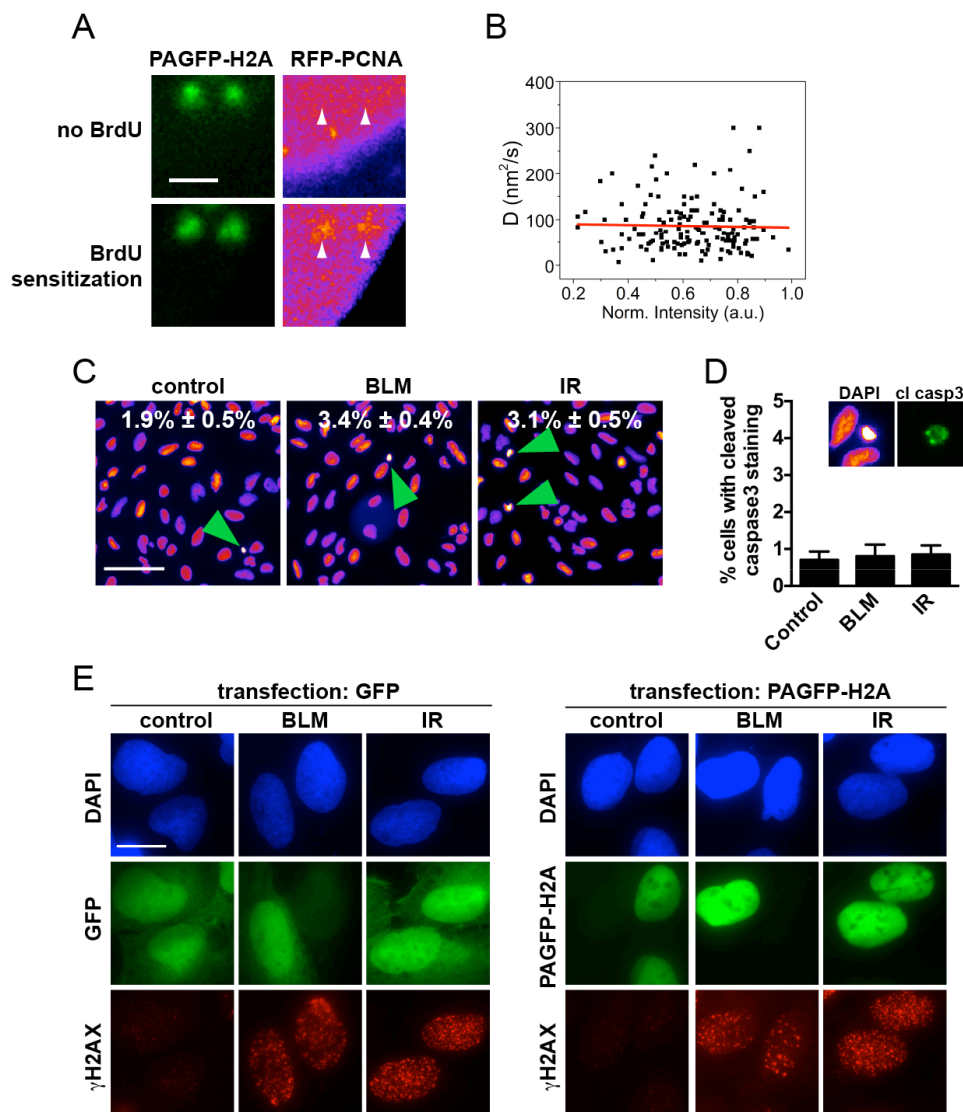 A
PAGFP-H2A RFP-PCNA
no BrdU
BrdU
sensitization
B
400
300
200
100
0
D (nm²/s)
0.2 0.4 0.6 0.8 1.0
Norm. Intensity (a.u.)
C
control BLM IR
1.9% ± 0.5% 3.4% ± 0.4% 3.1% ± 0.5%
D
DAPI cl casp3
5
4
3
2
1
0
% cells with cleaved
caspase3 staining
Control BLM IR
E
transfection: GFP
control BLM IR
DAPI
GFP
γH2AX
transfection: PAGFP-H2A
control BLM IR
DAPI
PAGFP-H2A
γH2AX